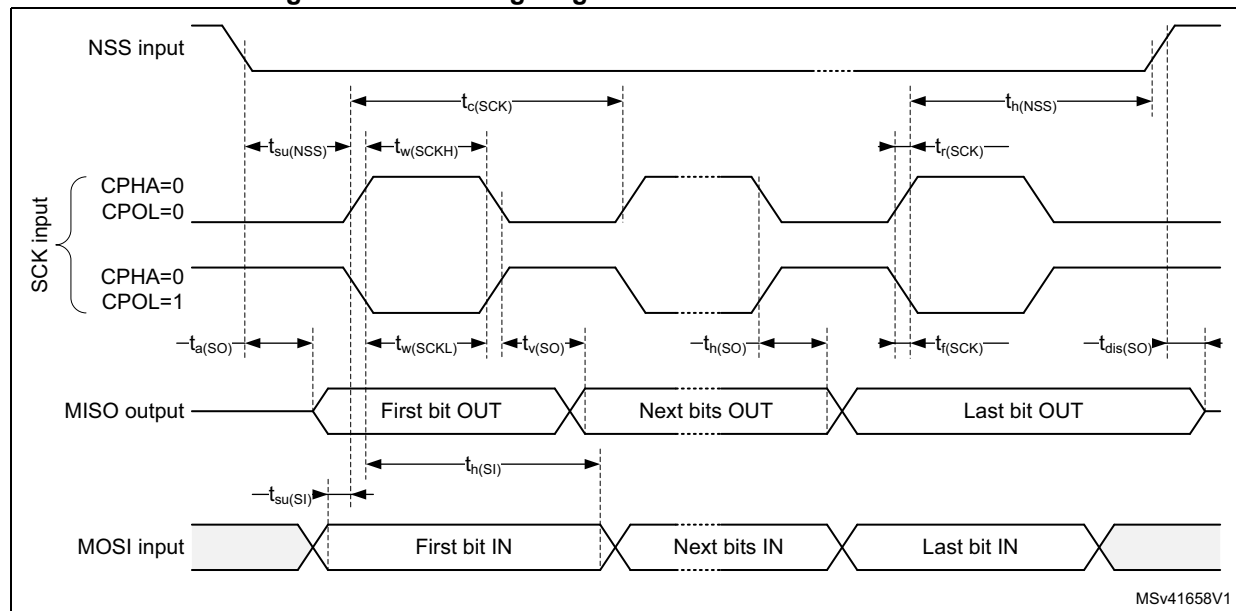 NSS input
tc(SCK)
th(NSS)
tsu(NSS)
tw(SCKH)
tr(SCK)
SCK input
CPHA=0
CPOL=0
CPHA=0
CPOL=1
ta(SO)
tw(SCKL)
tv(SO)
th(SO)
tf(SCK)
tdis(SO)
MISO output
First bit OUT
Next bits OUT
Last bit OUT
th(SI)
tsu(SI)
MOSI input
First bit IN
Next bits IN
Last bit IN
MSv41658V1